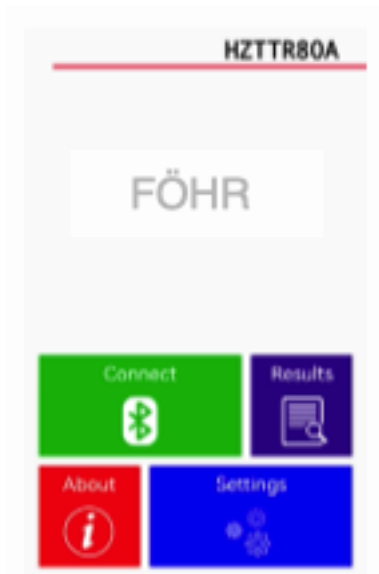 HZTTR80A
FÖHR
Connect
Results
About
Settings